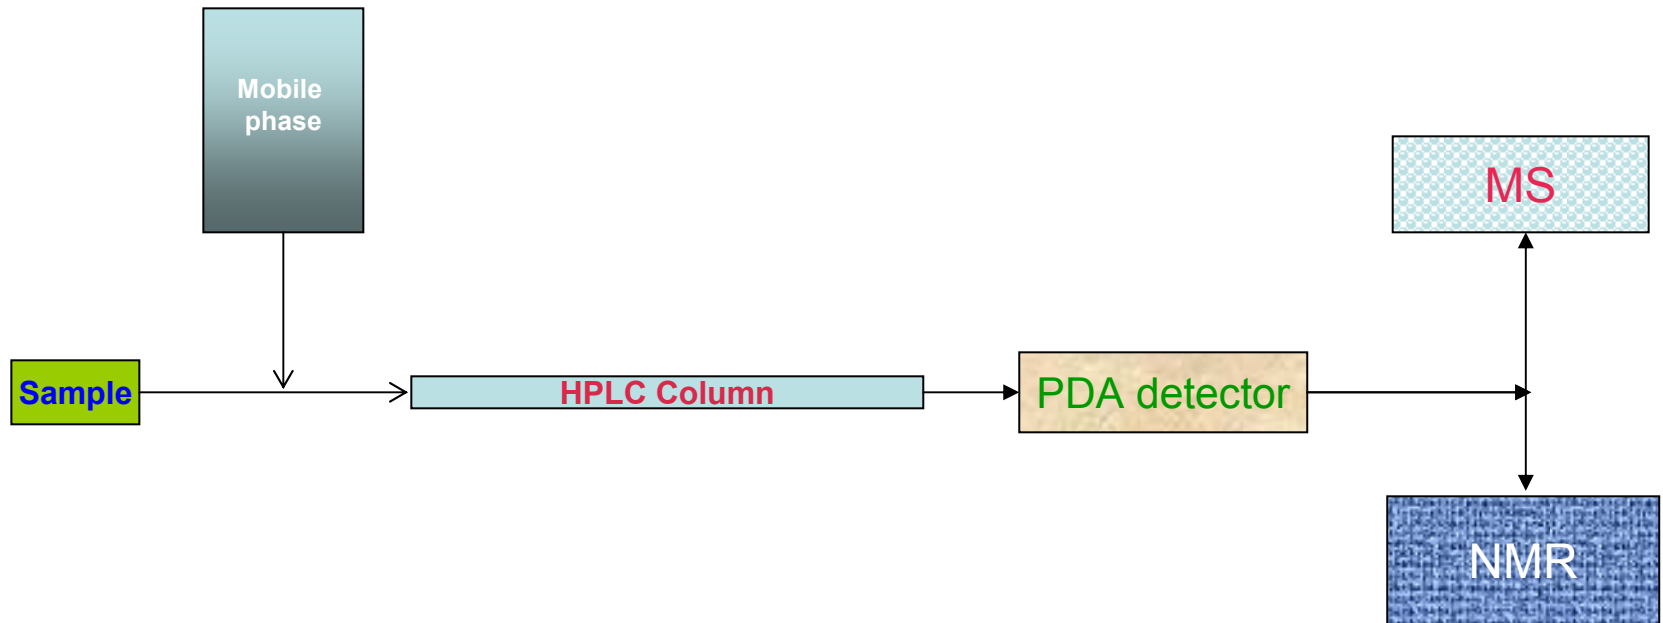 Mobile
phase
MS
Sample
HPLC Column
PDA detector
NMR